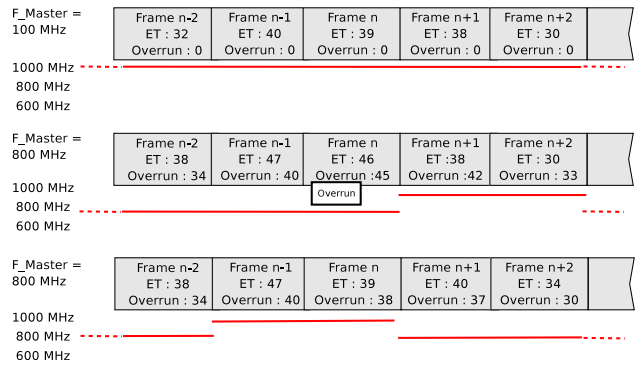 F_Master =
100 MHz
Frame n-2
ET : 32
Overrun : 0
Frame n-1
ET : 40
Overrun : 0
Frame n
ET : 39
Overrun : 0
Frame n+1
ET : 38
Overrun : 0
Frame n+2
ET : 30
Overrun : 0
1000 MHz
800 MHz
600 MHz
F_Master =
800 MHz
Frame n-2
ET : 38
Overrun : 34
Frame n-1
ET : 47
Overrun : 40
Frame n
ET : 46
Overrun :45
Frame n+1
ET :38
Overrun :42
Frame n+2
ET : 30
Overrun : 33
Overrun
1000 MHz
800 MHz
600 MHz
F_Master =
800 MHz
Frame n-2
ET : 38
Overrun : 34
Frame n-1
ET : 47
Overrun : 40
Frame n
ET : 39
Overrun : 38
Frame n+1
ET : 40
Overrun : 37
Frame n+2
ET : 34
Overrun : 30
1000 MHz
800 MHz
600 MHz